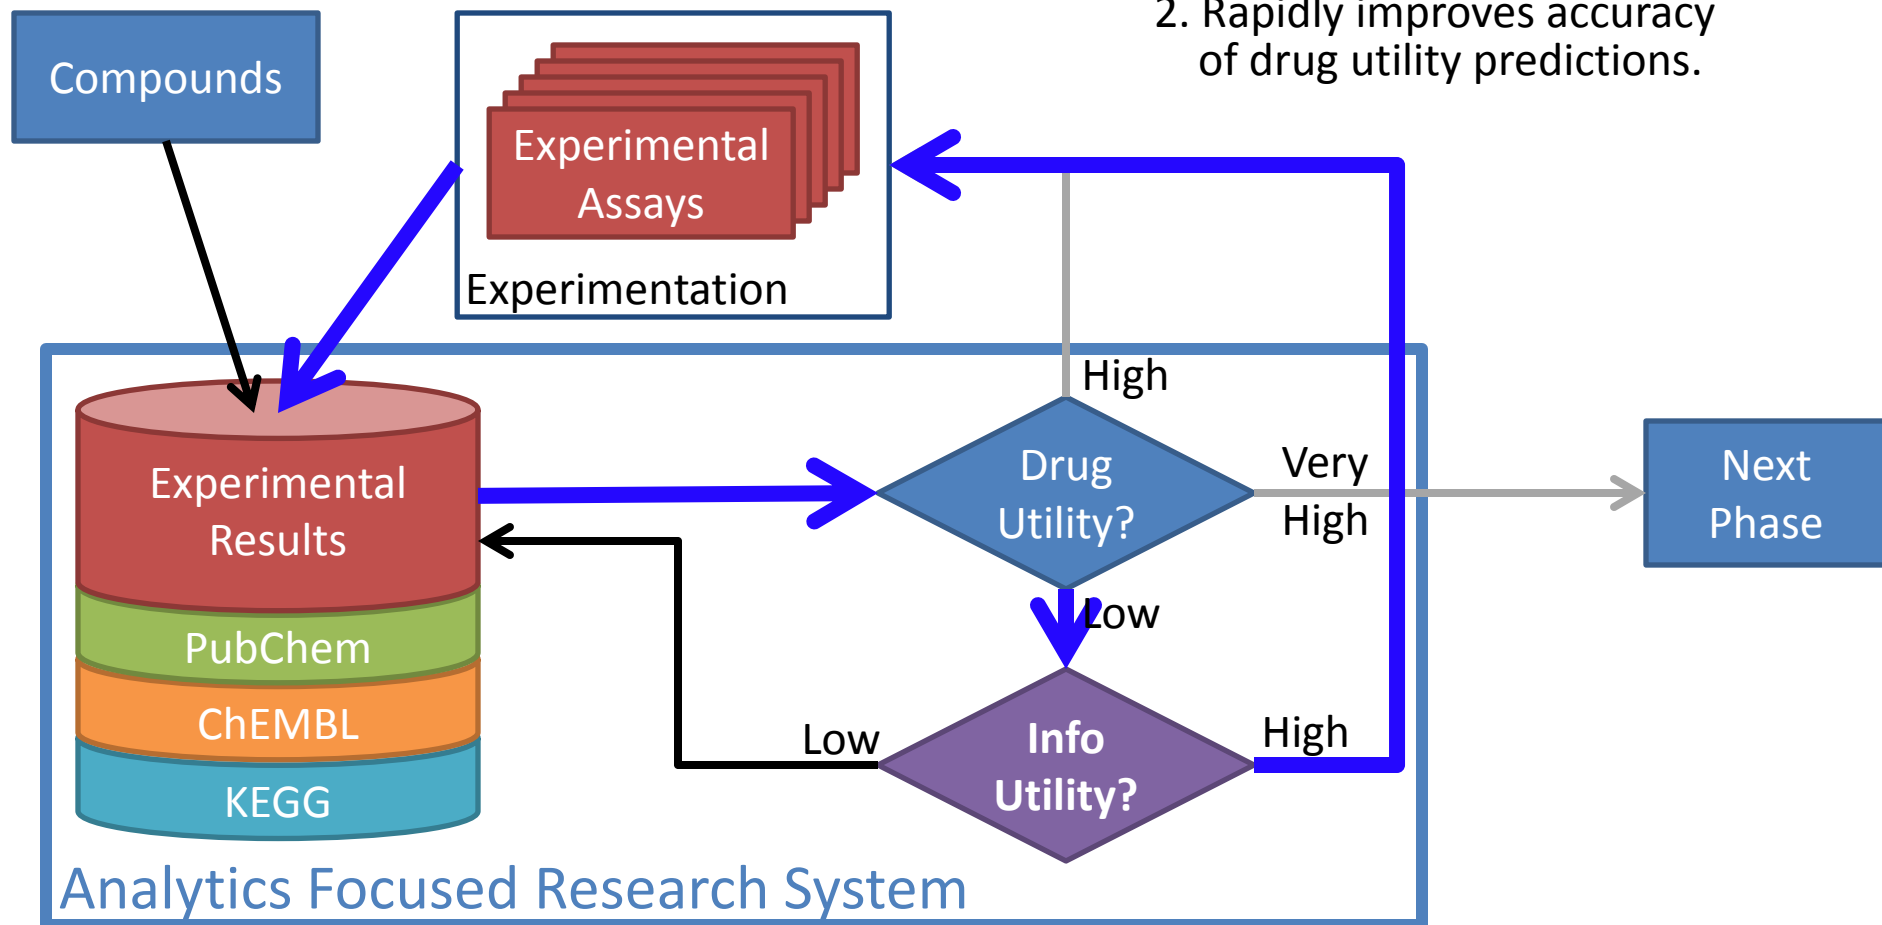 2. Rapidly improves accuracy
of drug utility predictions.
Compounds
Experimental
Assays
Experimentation
High
Experimental
Results
Drug
Utility?
Very
High
Next
Phase
Low
PubChem
ChEMBL
KEGG
Low
Info
Utility?
High
Analytics Focused Research System